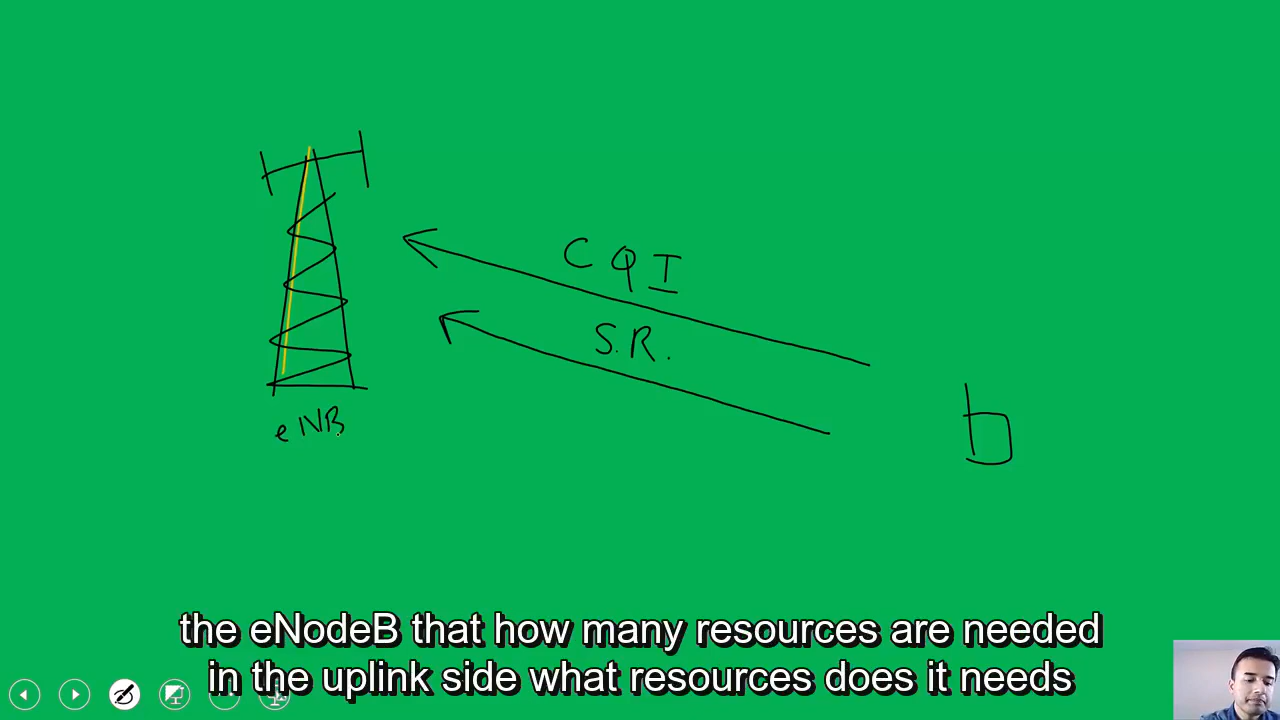 CQI
S.R.
eNB
b
the eNodeB that how many resources are needed
in the uplink side what resources does it needs